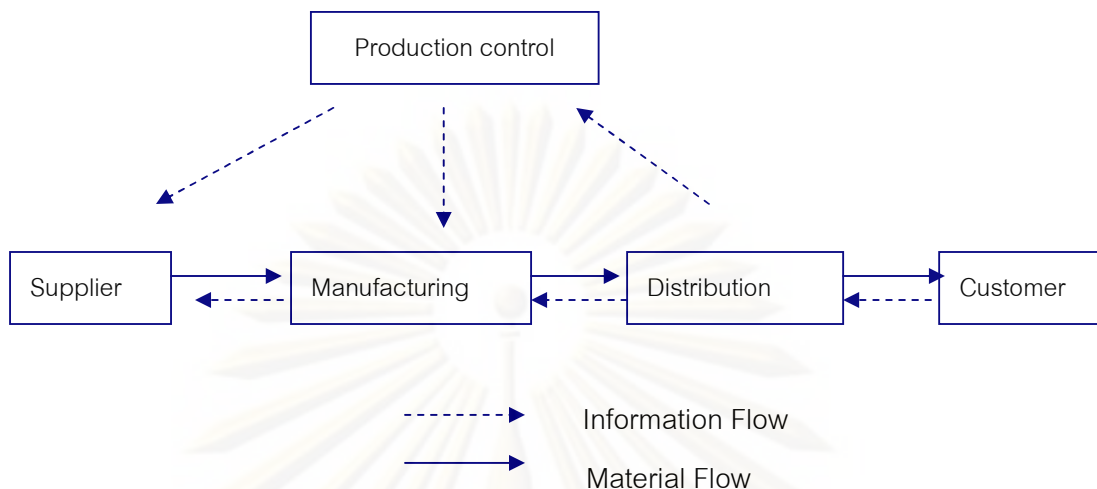 Production control
Supplier
Manufacturing
Distribution
Customer
Information Flow
Material Flow